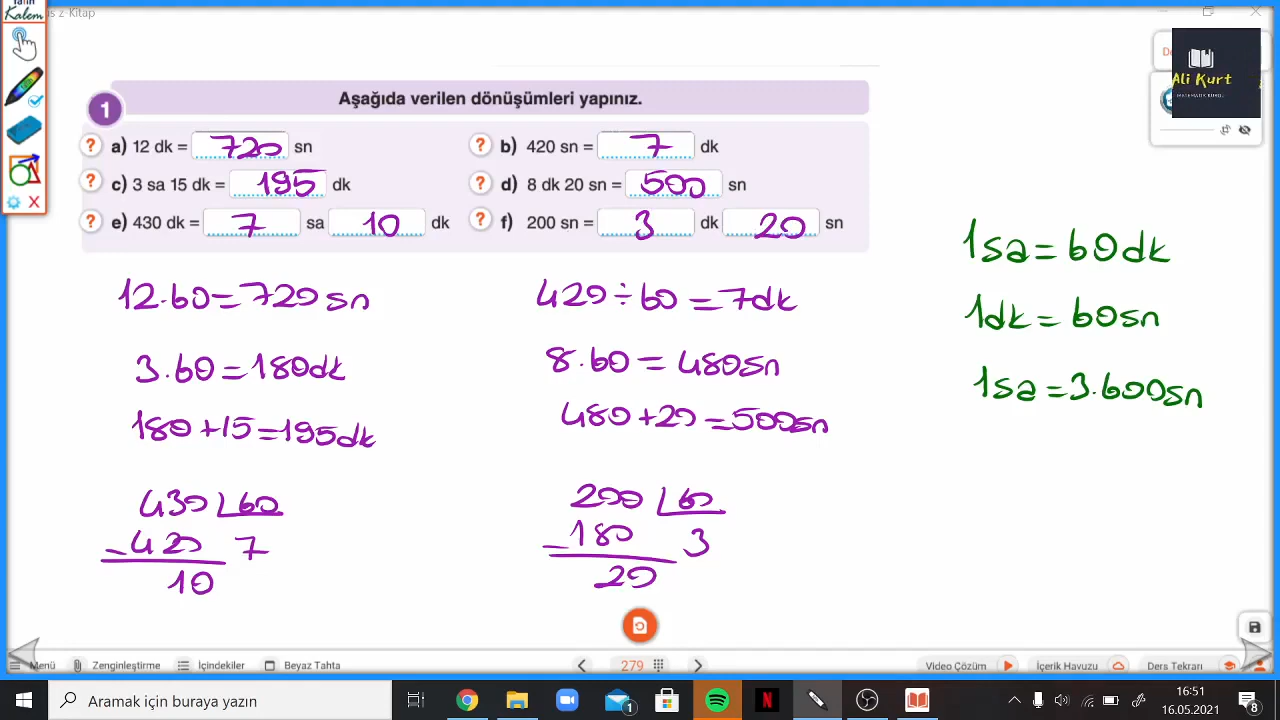 Kalem
z-Kitap
Ali Kurt
1
Aşağıda verilen dönüşümleri yapınız.
? a) 12 dk = 720 sn
? b) 420 sn = 7 dk
? c) 3 sa 15 dk = 195 dk
? d) 8 dk 20 sn = 500 sn
? e) 430 dk = 7 sa 10 dk
? f) 200 sn = 3 dk 20 sn
12.60=720 sn
3.60=180dk
180+15=195dk
430 60
-420 7
10
420÷60=7dk
8.60=480sn
480+20=500sn
200 60
-180 3
20
1sa=60dk
1dk=60sn
1sa=3.600sn
Menü Zenginleştirme İçindekiler Beyaz Tahta 279 Video Çözüm İçerik Havuzu Ders Tekrarı
Aramak için buraya yazın
1
16:51
16.05.2021
8